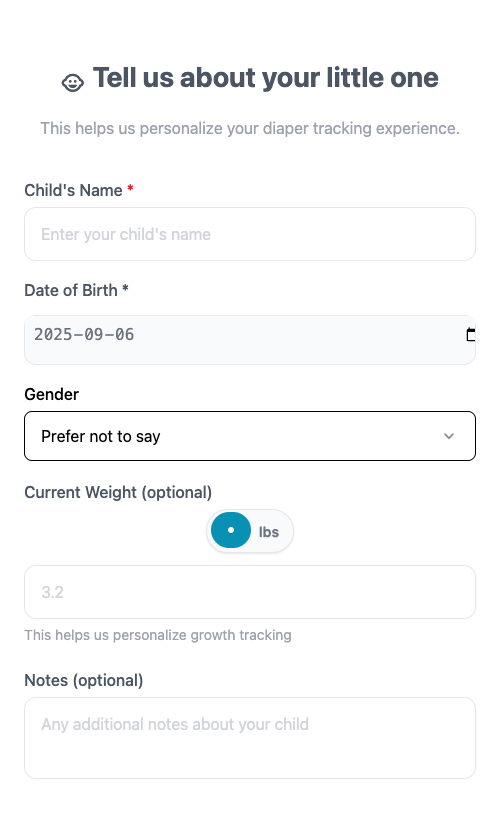 Tell us about your little one
This helps us personalize your diaper tracking experience.
Child's Name *
Enter your child's name
Date of Birth *
2025-09-06
Gender
Prefer not to say
Current Weight (optional)
lbs
3.2
This helps us personalize growth tracking
Notes (optional)
Any additional notes about your child